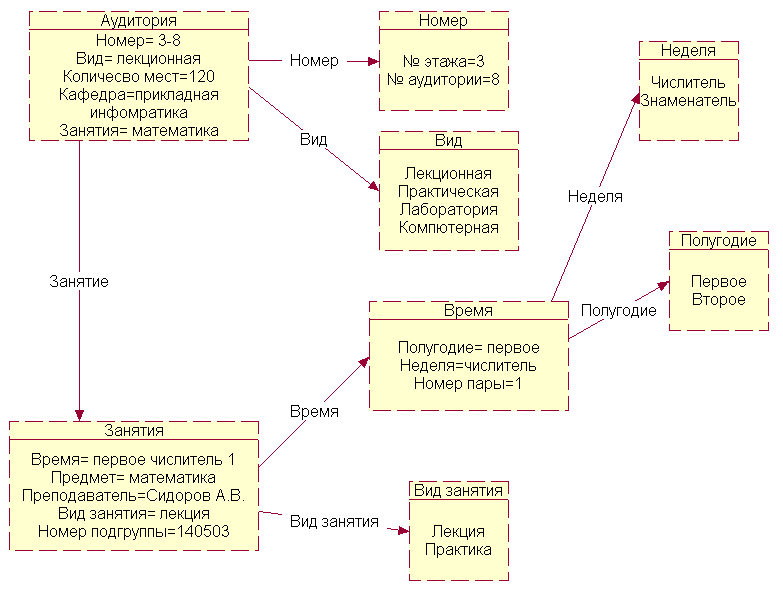 Аудитория
Номер= 3-8
Вид= лекционная
Количесво мест=120
Кафедра=прикладная
инфомратика
Занятия= математика
Номер
Номер
№ этажа=3
№ аудитории=8
Неделя
Числитель
Знаменатель
Вид
Вид
Лекционная
Практическая
Лаборатория
Компютерная
Неделя
Занятие
Полугодие
Первое
Второе
Полугодие
Время
Полугодие= первое
Неделя=числитель
Номер пары=1
Время
Занятия
Время= первое числитель 1
Предмет= математика
Преподаватель=Сидоров А.В.
Вид занятия= лекция
Номер подгруппы=140503
Вид занятия
Вид занятия
Лекция
Практика